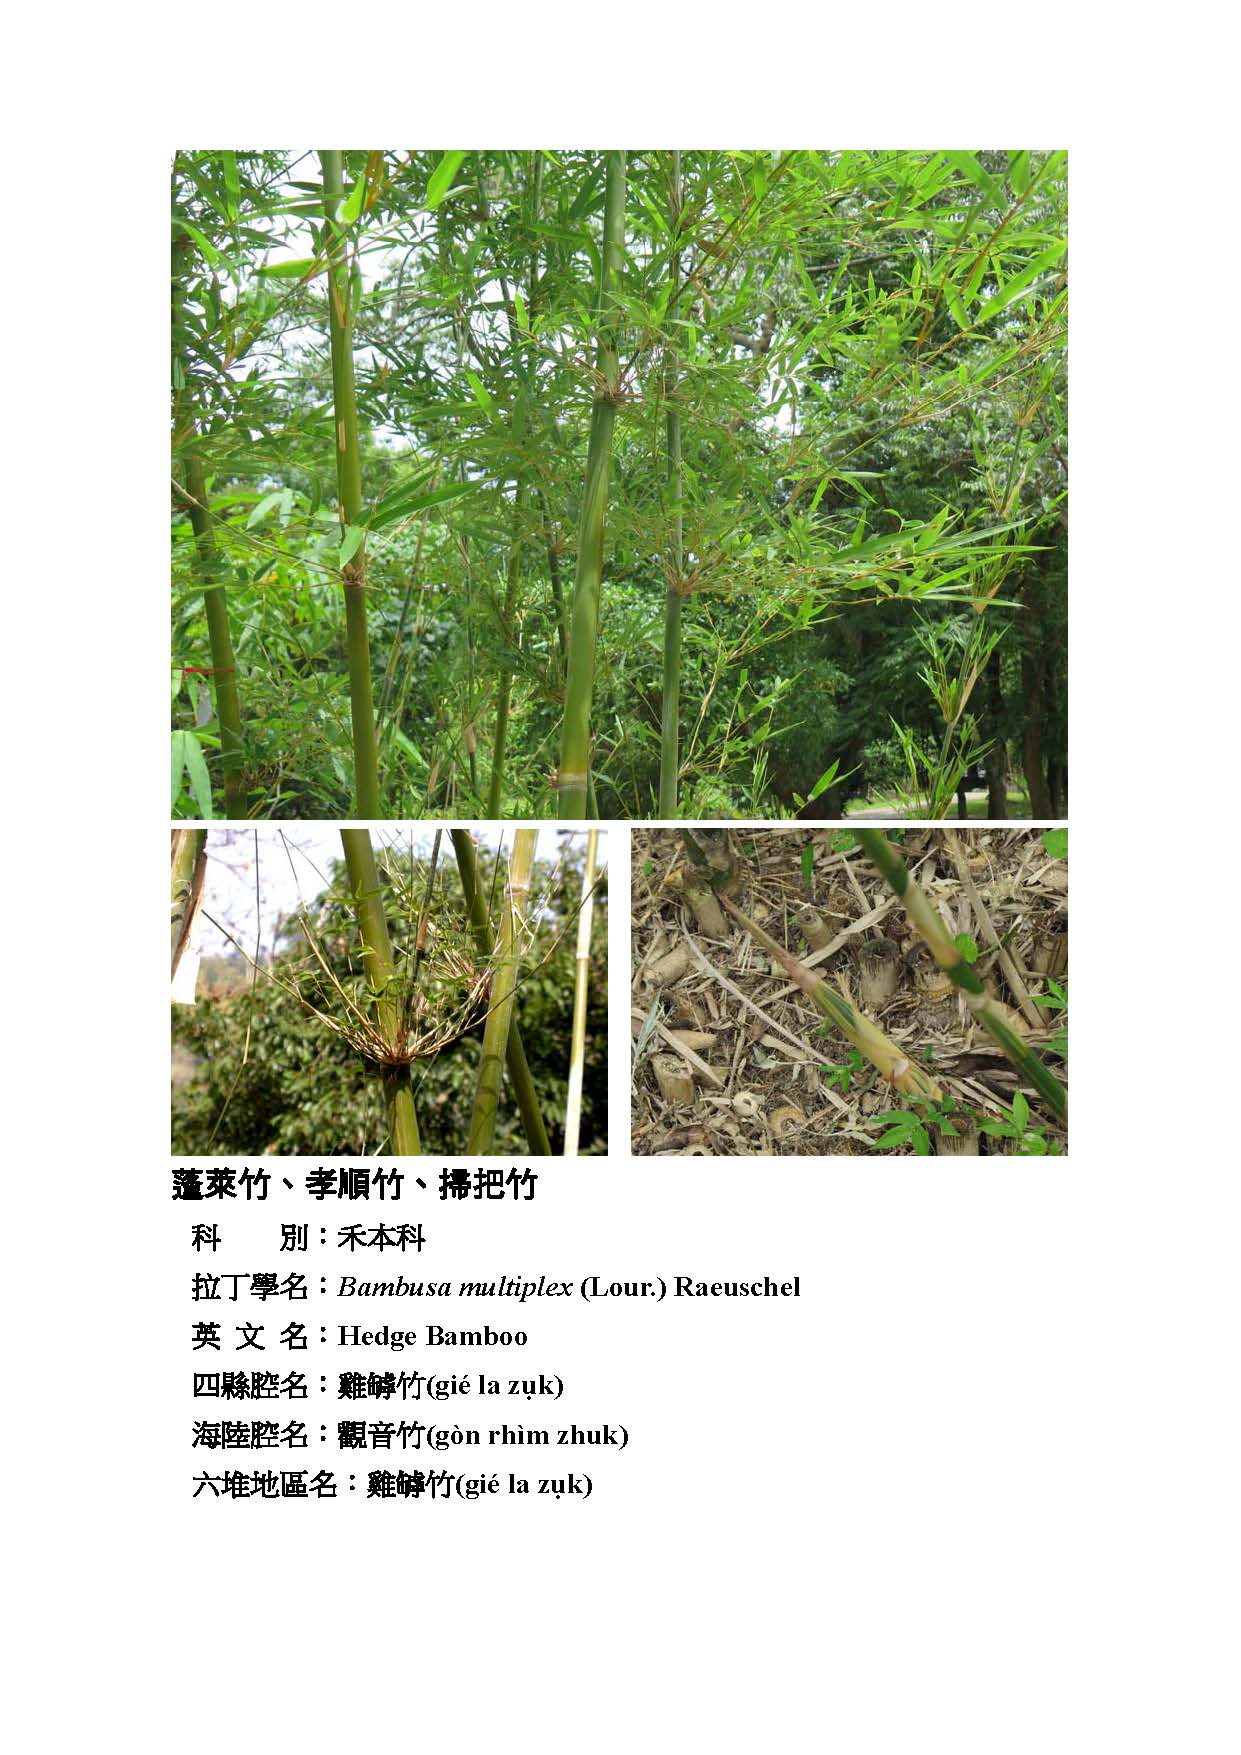 蓬萊竹、孝順竹、掃把竹
科　　別：禾本科
拉丁學名：Bambusa multiplex (Lour.) Raeuschel
英 文 名：Hedge Bamboo
四縣腔名：雞罅竹(gié la zụk)
海陸腔名：觀音竹(gòn rhìm zhuk)
六堆地區名：雞罅竹(gié la zụk)